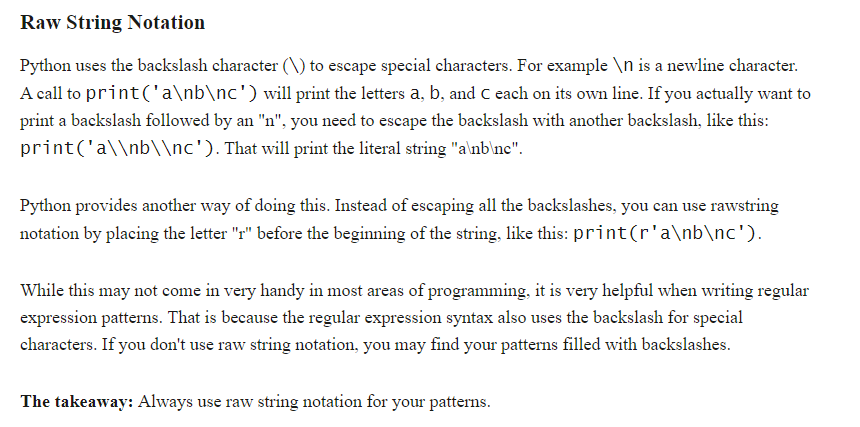 Raw String Notation
Python uses the backslash character (\) to escape special characters. For example \n is a newline character.
A call to print('a\nb\nc') will print the letters a, b, and c each on its own line. If you actually want to
print a backslash followed by an "n", you need to escape the backslash with another backslash, like this:
print('a\\nb\\nc'). That will print the literal string "a\nb\nc".
Python provides another way of doing this. Instead of escaping all the backslashes, you can use rawstring
notation by placing the letter "r" before the beginning of the string, like this: print(r'a\nb\nc').
While this may not come in very handy in most areas of programming, it is very helpful when writing regular
expression patterns. That is because the regular expression syntax also uses the backslash for special
characters. If you don't use raw string notation, you may find your patterns filled with backslashes.
The takeaway: Always use raw string notation for your patterns.